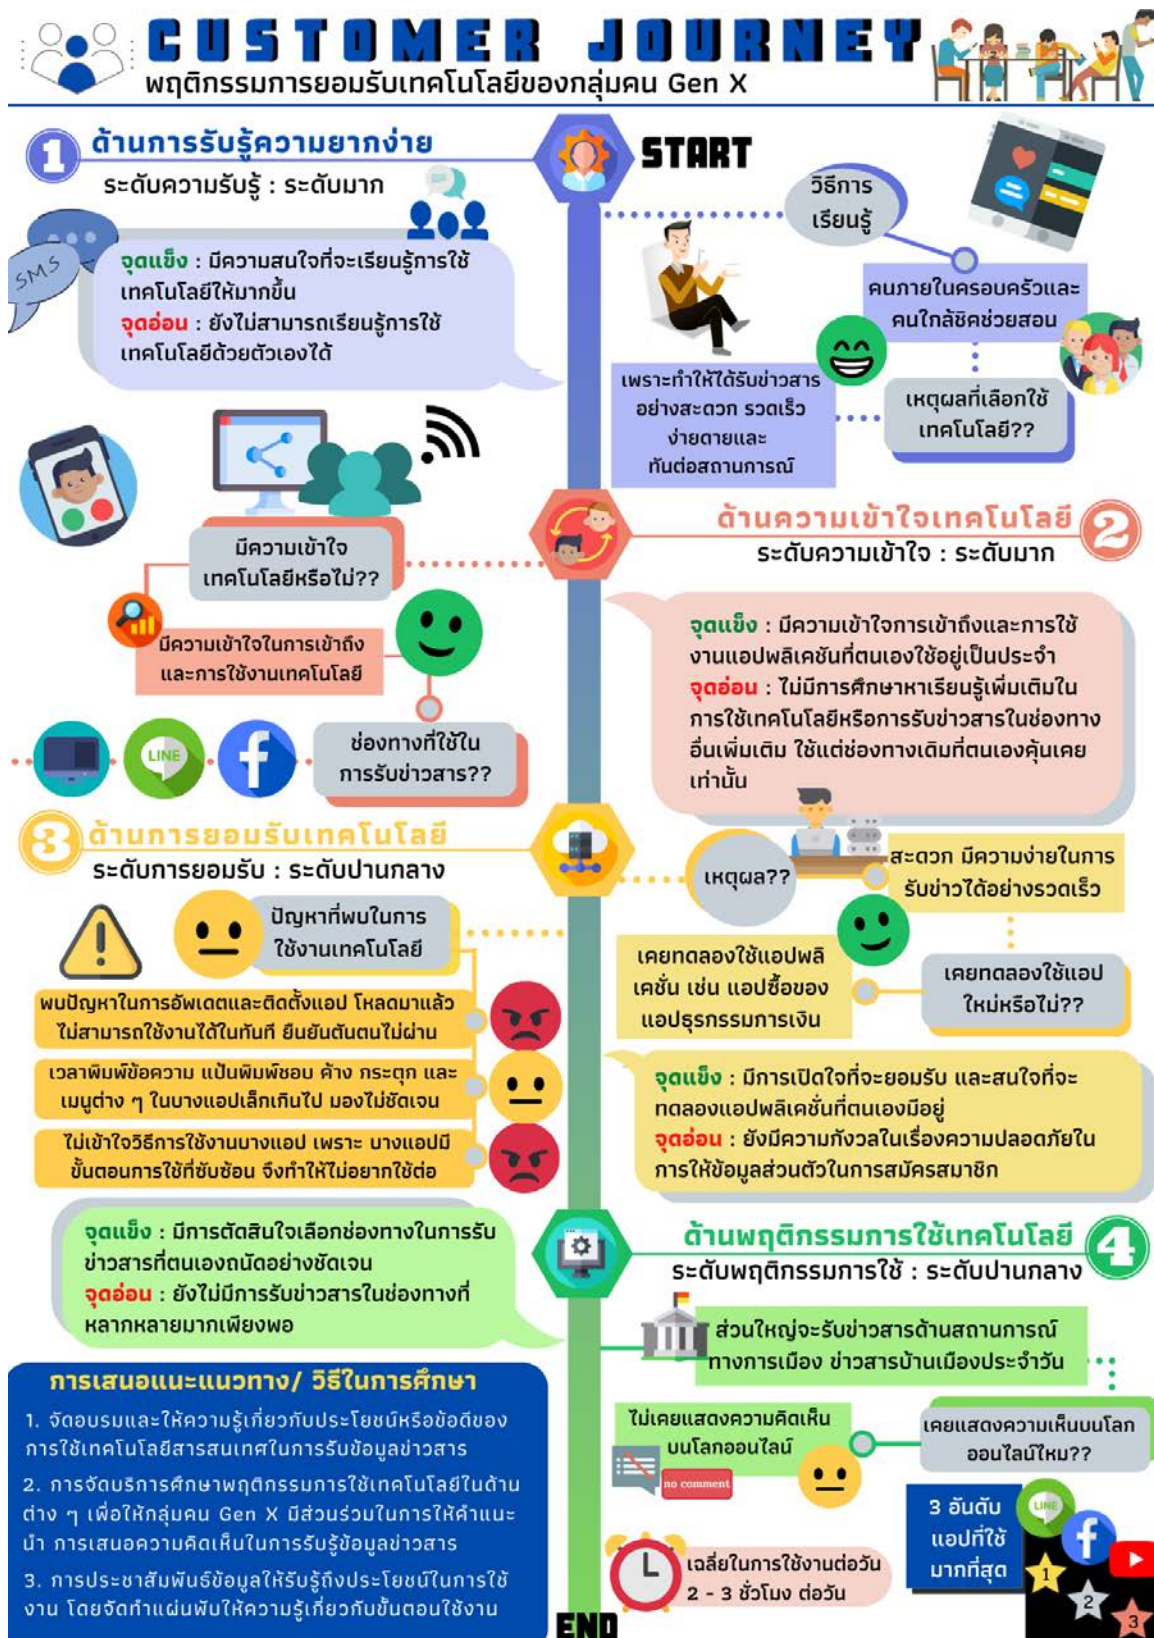 CUSTOMER JOURNEY
พฤติกรรมการยอมรับเทคโนโลยีของกลุ่มคน Gen X
1
ด้านการรับรู้ความยากง่าย
ระดับความรับรู้ : ระดับมาก
SMS
จุดแข็ง : มีความสนใจที่จะเรียนรู้การใช้
เทคโนโลยีให้มากขึ้น
จุดอ่อน : ยังไม่สามารถเรียนรู้การใช้
เทคโนโลยีด้วยตัวเองได้
START
วิธีการ
เรียนรู้
คนภายในครอบครัวและ
คนใกล้ชิดช่วยสอน
เหตุผลที่เลือกใช้
เทคโนโลยี??
เพราะทำให้ได้รับข่าวสาร
อย่างสะดวก รวดเร็ว
ง่ายดายและ
ทันต่อสถานการณ์
ด้านความเข้าใจเทคโนโลยี
2
ระดับความเข้าใจ : ระดับมาก
มีความเข้าใจ
เทคโนโลยีหรือไม่??
มีความเข้าใจในการเข้าถึง
และการใช้งานเทคโนโลยี
ช่องทางที่ใช้ใน
การรับข่าวสาร??
LINE
f
จุดแข็ง : มีความเข้าใจการเข้าถึงและการใช้
งานแอปพลิเคชันที่ตนเองใช้อยู่เป็นประจำ
จุดอ่อน : ไม่มีการศึกษาหาเรียนรู้เพิ่มเติมใน
การใช้เทคโนโลยีหรือการรับข่าวสารในช่องทาง
อื่นเพิ่มเติม ใช้แต่ช่องทางเดิมที่ตนเองคุ้นเคย
เท่านั้น
3
ด้านการยอมรับเทคโนโลยี
ระดับการยอมรับ : ระดับปานกลาง
เหตุผล??
สะดวก มีความง่ายในการ
รับข่าวได้อย่างรวดเร็ว
เคยทดลองใช้แอป
ใหม่หรือไม่??
เคยทดลองใช้แอปพลิ
เคชั่น เช่น แอปซื้อของ
แอปธุรกรรมการเงิน
ปัญหาที่พบในการ
ใช้งานเทคโนโลยี
พบปัญหาในการอัพเดตและติดตั้งแอป โหลดมาแล้ว
ไม่สามารถใช้งานได้ในทันที ยืนยันตันตนไม่ผ่าน
เวลาพิมพ์ข้อความ แป้นพิมพ์ชอบ ค้าง กระตุก และ
เมนูต่าง ๆ ในบางแอปเล็กเกินไป มองไม่ชัดเจน
ไม่เข้าใจวิธีการใช้งานบางแอป เพราะ บางแอปมี
ขั้นตอนการใช้ที่ซับซ้อน จึงทำให้ไม่อยากใช้ต่อ
จุดแข็ง : มีการเปิดใจที่จะยอมรับ และสนใจที่จะ
ทดลองแอปพลิเคชั่นที่ตนเองมีอยู่
จุดอ่อน : ยังมีความกังวลในเรื่องความปลอดภัยใน
การให้ข้อมูลส่วนตัวในการสมัครสมาชิก
ด้านพฤติกรรมการใช้เทคโนโลยี
4
ระดับพฤติกรรมการใช้ : ระดับปานกลาง
จุดแข็ง : มีการตัดสินใจเลือกช่องทางในการรับ
ข่าวสารที่ตนเองถนัดอย่างชัดเจน
จุดอ่อน : ยังไม่มีการรับข่าวสารในช่องทางที่
หลากหลายมากเพียงพอ
ส่วนใหญ่จะรับข่าวสารด้านสถานการณ์
ทางการเมือง ข่าวสารบ้านเมืองประจำวัน
เคยแสดงความเห็นบนโลก
ออนไลน์ไหม??
ไม่เคยแสดงความคิดเห็น
บนโลกออนไลน์
no comment
3 อันดับ
แอปที่ใช้
มากที่สุด
LINE
f
1
2
3
เฉลี่ยในการใช้งานต่อวัน
2 - 3 ชั่วโมง ต่อวัน
END
การเสนอแนะแนวทาง/ วิธีในการศึกษา
1. จัดอบรมและให้ความรู้เกี่ยวกับประโยชน์หรือข้อดีของ
การใช้เทคโนโลยีสารสนเทศในการรับข้อมูลข่าวสาร
2. การจัดบริการศึกษาพฤติกรรมการใช้เทคโนโลยีในด้าน
ต่าง ๆ เพื่อให้กลุ่มคน Gen X มีส่วนร่วมในการให้คำแนะ
นำ การเสนอความคิดเห็นในการรับรู้ข้อมูลข่าวสาร
3. การประชาสัมพันธ์ข้อมูลให้รับรู้ถึงประโยชน์ในการใช้
งาน โดยจัดทำแผ่นพับให้ความรู้เกี่ยวกับขั้นตอนใช้งาน